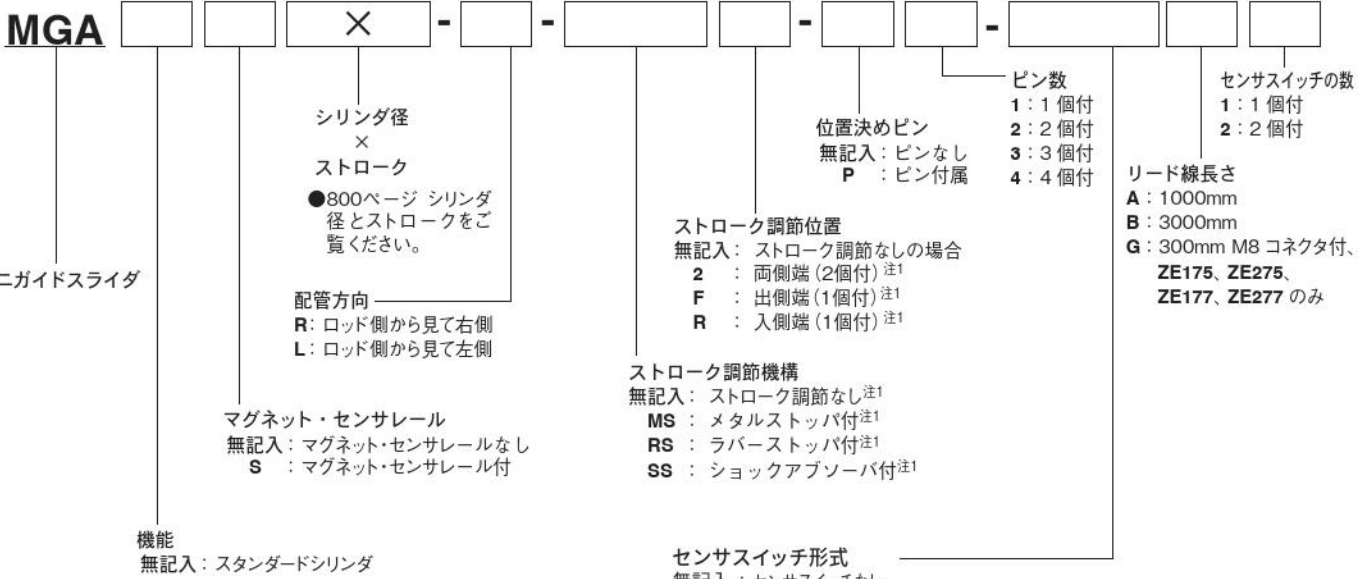 MGA × - - - -
シリンダ径
×
ストローク
●800ページ シリンダ
径とストロークをご
覧ください。
ニガイドスライダ
配管方向
R：ロッド側から見て右側
L：ロッド側から見て左側
マグネット・センサレール
無記入：マグネット・センサレールなし
S ：マグネット・センサレール付
機能
無記入：スタンダードシリンダ
ストローク調節機構
無記入： ストローク調節なし注1
MS ： メタルストッパ付注1
RS ： ラバーストッパ付注1
SS ： ショックアブソーバ付注1
ストローク調節位置
無記入： ストローク調節なしの場合
2 ： 両側端（2個付）注1
F ： 出側端（1個付）注1
R ： 入側端（1個付）注1
位置決めピン
無記入：ピンなし
P ：ピン付属
ピン数
1：1 個付
2：2 個付
3：3 個付
4：4 個付
センサスイッチ形式
無記入：センサスイッチなし
リード線長さ
A：1000mm
B：3000mm
G：300mm M8 コネクタ付、
ZE175、ZE275、
ZE177、ZE277 のみ
センサスイッチの数
1：1 個付
2：2 個付